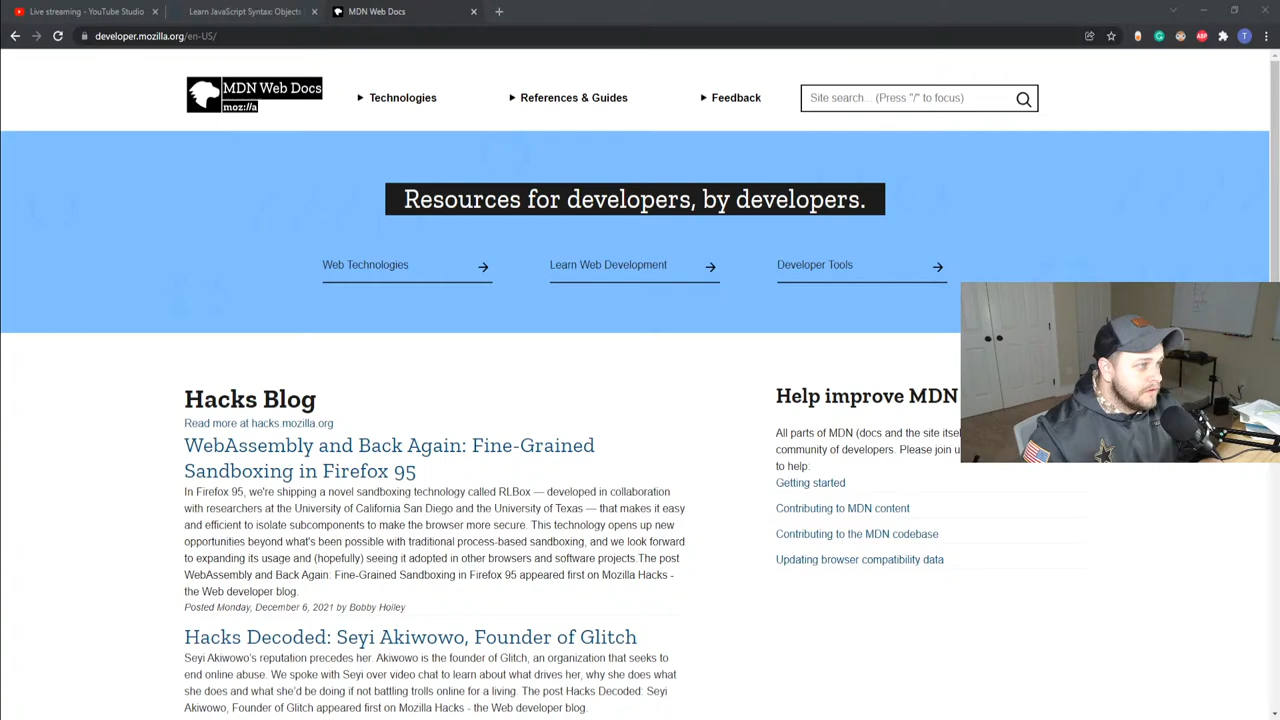 Live streaming - YouTube Studio
Learn JavaScript Syntax: Objects
MDN Web Docs
developer.mozilla.org/en-US/
T
MDN Web Docs
moz://a
Technologies
References & Guides
Feedback
Site search... (Press "/" to focus)
Resources for developers, by developers.
Web Technologies
Learn Web Development
Developer Tools
Hacks Blog
Read more at hacks.mozilla.org
WebAssembly and Back Again: Fine-Grained
Sandboxing in Firefox 95
In Firefox 95, we're shipping a novel sandboxing technology called RLBox — developed in collaboration
with researchers at the University of California San Diego and the University of Texas — that makes it easy
and efficient to isolate subcomponents to make the browser more secure. This technology opens up new
opportunities beyond what's been possible with traditional process-based sandboxing, and we look forward
to expanding its usage and (hopefully) seeing it adopted in other browsers and software projects.The post
WebAssembly and Back Again: Fine-Grained Sandboxing in Firefox 95 appeared first on Mozilla Hacks -
the Web developer blog.
Posted Monday, December 6, 2021 by Bobby Holley
Hacks Decoded: Seyi Akiwowo, Founder of Glitch
Seyi Akiwowo's reputation precedes her. Akiwowo is the founder of Glitch, an organization that seeks to
end online abuse. We spoke with Seyi over video chat to learn about what drives her, why she does what
she does and what she'd be doing if not battling trolls online for a living. The post Hacks Decoded: Seyi
Akiwowo, Founder of Glitch appeared first on Mozilla Hacks - the Web developer blog.
Help improve MDN
All parts of MDN (docs and the site itsel
community of developers. Please join u
to help:
Getting started
Contributing to MDN content
Contributing to the MDN codebase
Updating browser compatibility data